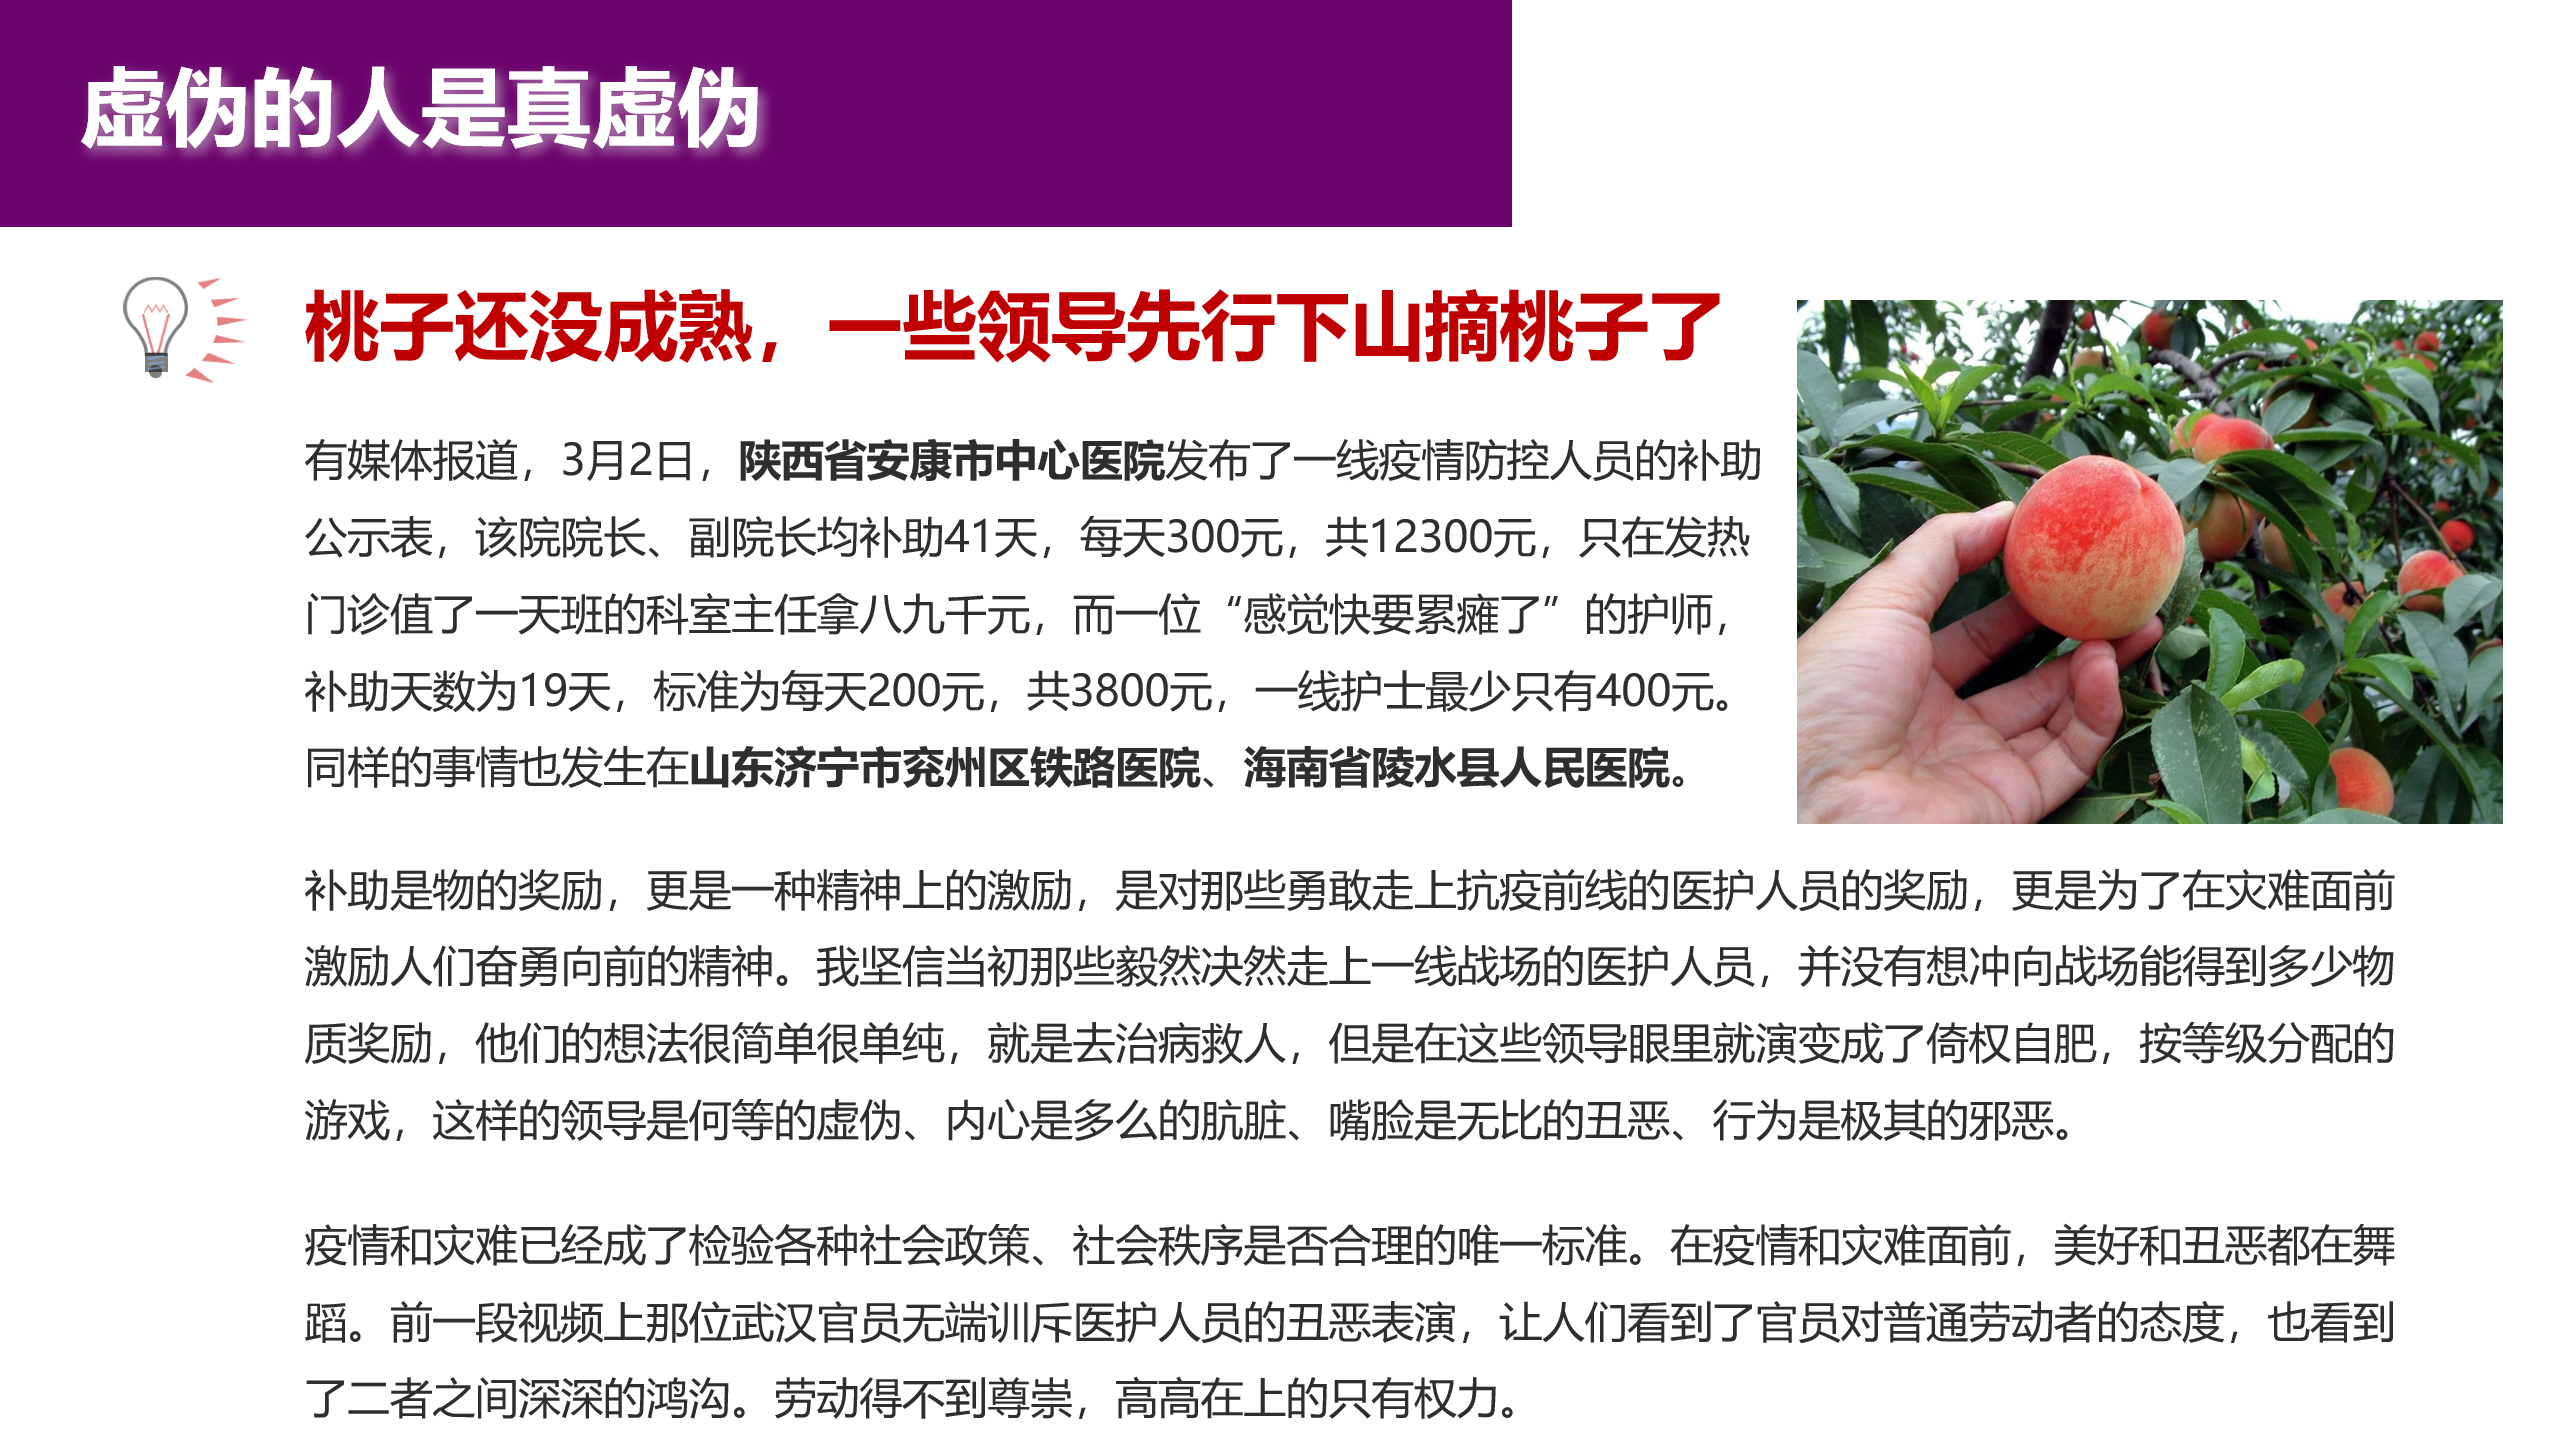 虚伪的人是真虚伪
桃子还没成熟，一些领导先行下山摘桃子了
有媒体报道，3月2日，陕西省安康市中心医院发布了一线疫情防控人员的补助
公示表，该院院长、副院长均补助41天，每天300元，共12300元，只在发热
门诊值了一天班的科室主任拿八九千元，而一位“感觉快要累瘫了”的护师，
补助天数为19天，标准为每天200元，共3800元，一线护士最少只有400元。
同样的事情也发生在山东济宁市兖州区铁路医院、海南省陵水县人民医院。
补助是物的奖励，更是一种精神上的激励，是对那些勇敢走上抗疫前线的医护人员的奖励，更是为了在灾难面前
激励人们奋勇向前的精神。我坚信当初那些毅然决然走上一线战场的医护人员，并没有想冲向战场能得到多少物
质奖励，他们的想法很简单很单纯，就是去治病救人，但是在这些领导眼里就演变成了倚权自肥，按等级分配的
游戏，这样的领导是何等的虚伪、内心是多么的肮脏、嘴脸是无比的丑恶、行为是极其的邪恶。
疫情和灾难已经成了检验各种社会政策、社会秩序是否合理的唯一标准。在疫情和灾难面前，美好和丑恶都在舞
蹈。前一段视频上那位武汉官员无端训斥医护人员的丑恶表演，让人们看到了官员对普通劳动者的态度，也看到
了二者之间深深的鸿沟。劳动得不到尊崇，高高在上的只有权力。